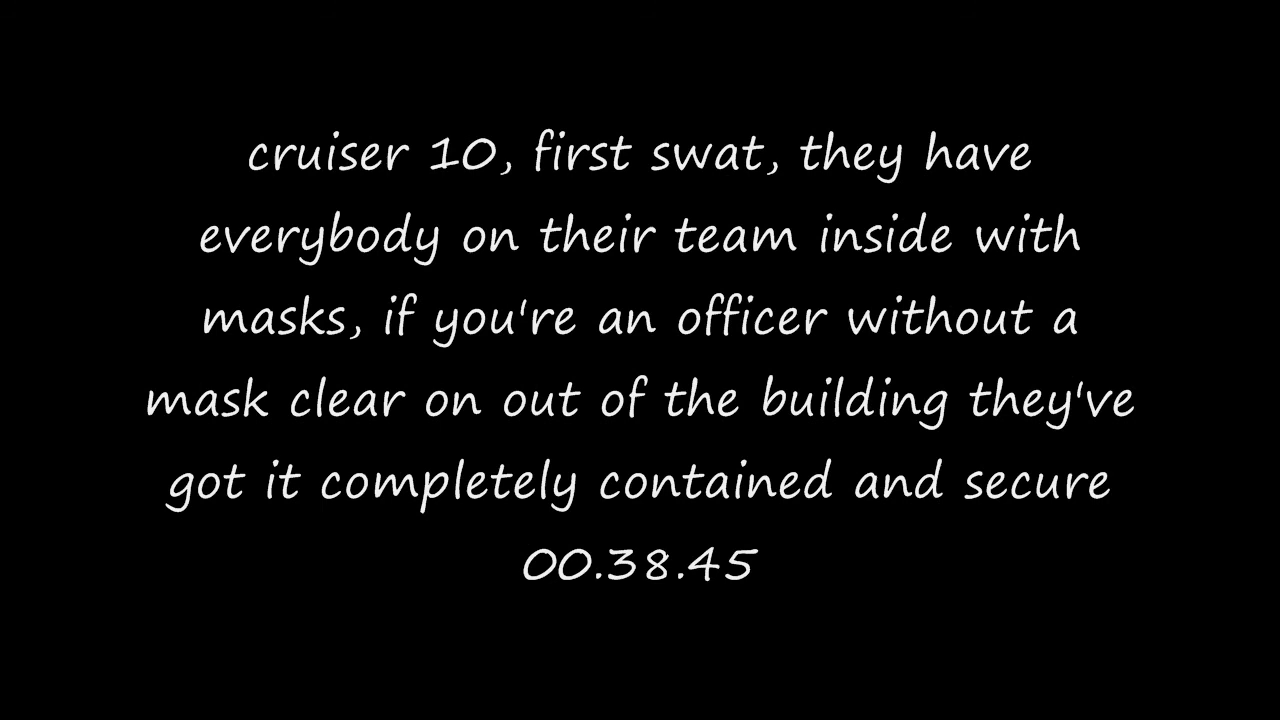 cruiser 10, first swat, they have
everybody on their team inside with
masks, if you're an officer without a
mask clear on out of the building they've
got it completely contained and secure
00.38.45